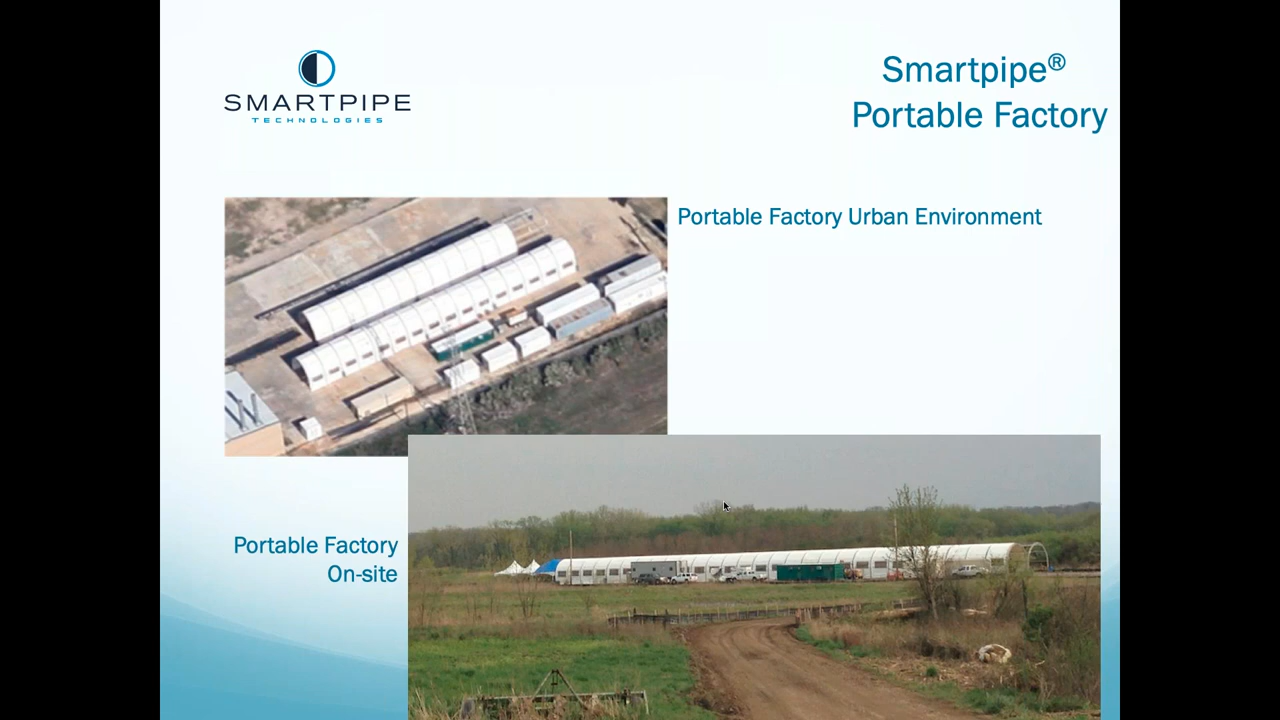 SMARTPIPE
TECHNOLOGIES
Smartpipe®
Portable Factory
Portable Factory Urban Environment
Portable Factory
On-site